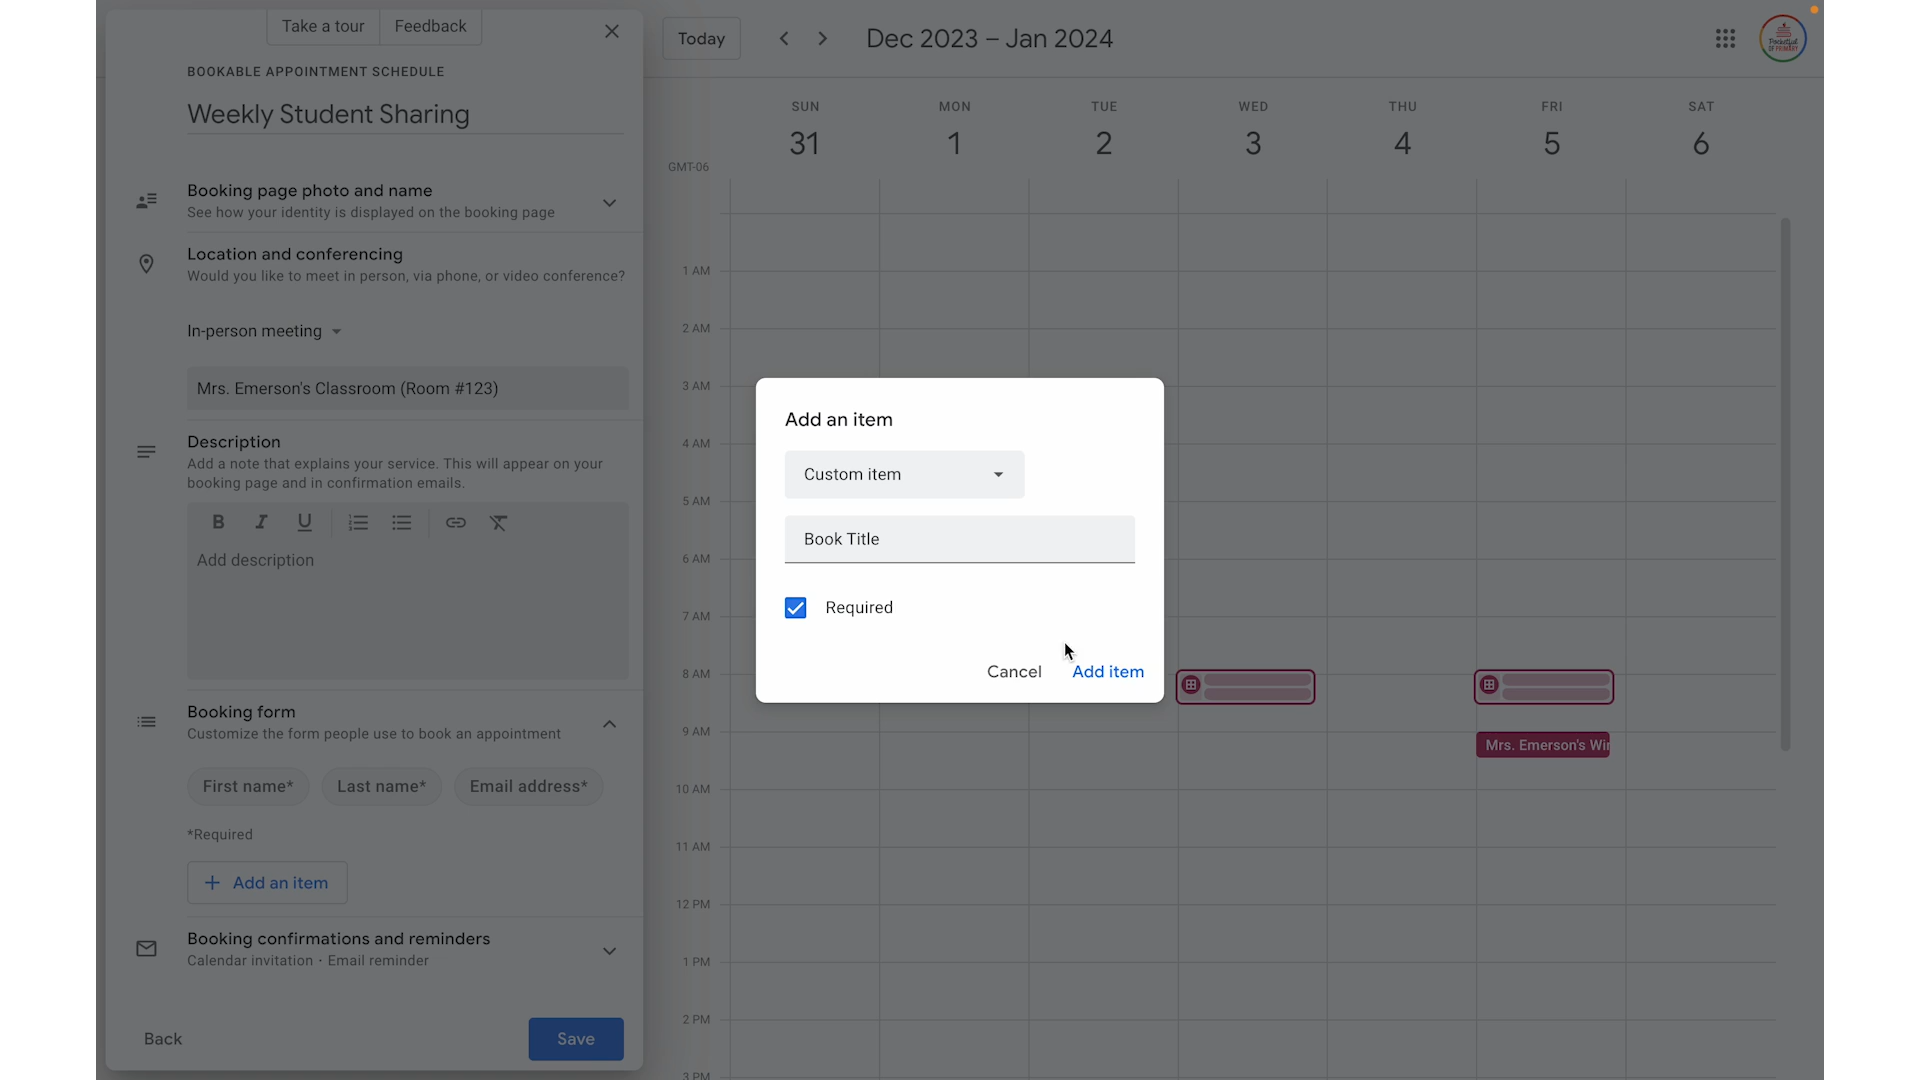 Take a tour
Feedback
BOOKABLE APPOINTMENT SCHEDULE
Weekly Student Sharing
Booking page photo and name
See how your identity is displayed on the booking page
Location and conferencing
Would you like to meet in person, via phone, or video conference?
In-person meeting
Mrs. Emerson's Classroom (Room #123)
Description
Add a note that explains your service. This will appear on your
booking page and in confirmation emails.
B I U
Add description
Booking form
Customize the form people use to book an appointment
First name* Last name* Email address*
*Required
+ Add an item
Booking confirmations and reminders
Calendar invitation · Email reminder
Back
Save
Today
Dec 2023 – Jan 2024
Pocketful
OF PRIMARY
SUN MON TUE WED THU FRI SAT
31 1 2 3 4 5 6
GMT-06
1 AM
2 AM
3 AM
4 AM
5 AM
6 AM
7 AM
8 AM
9 AM
Mrs. Emerson's Win
10 AM
11 AM
12 PM
1 PM
2 PM
3 PM
Add an item
Custom item
Book Title
Required
Cancel
Add item